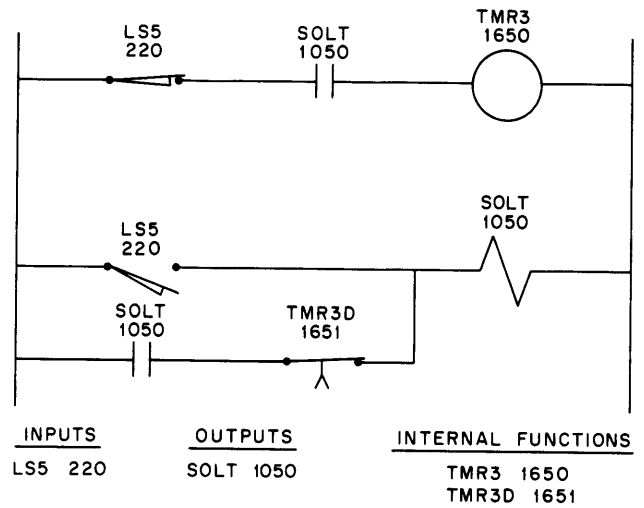 LS5
220
SOLT
1050
TMR3
1650
LS5
220
SOLT
1050
SOLT
1050
TMR3D
1651
INPUTS
LS5 220
OUTPUTS
SOLT 1050
INTERNAL FUNCTIONS
TMR3 1650
TMR3D 1651